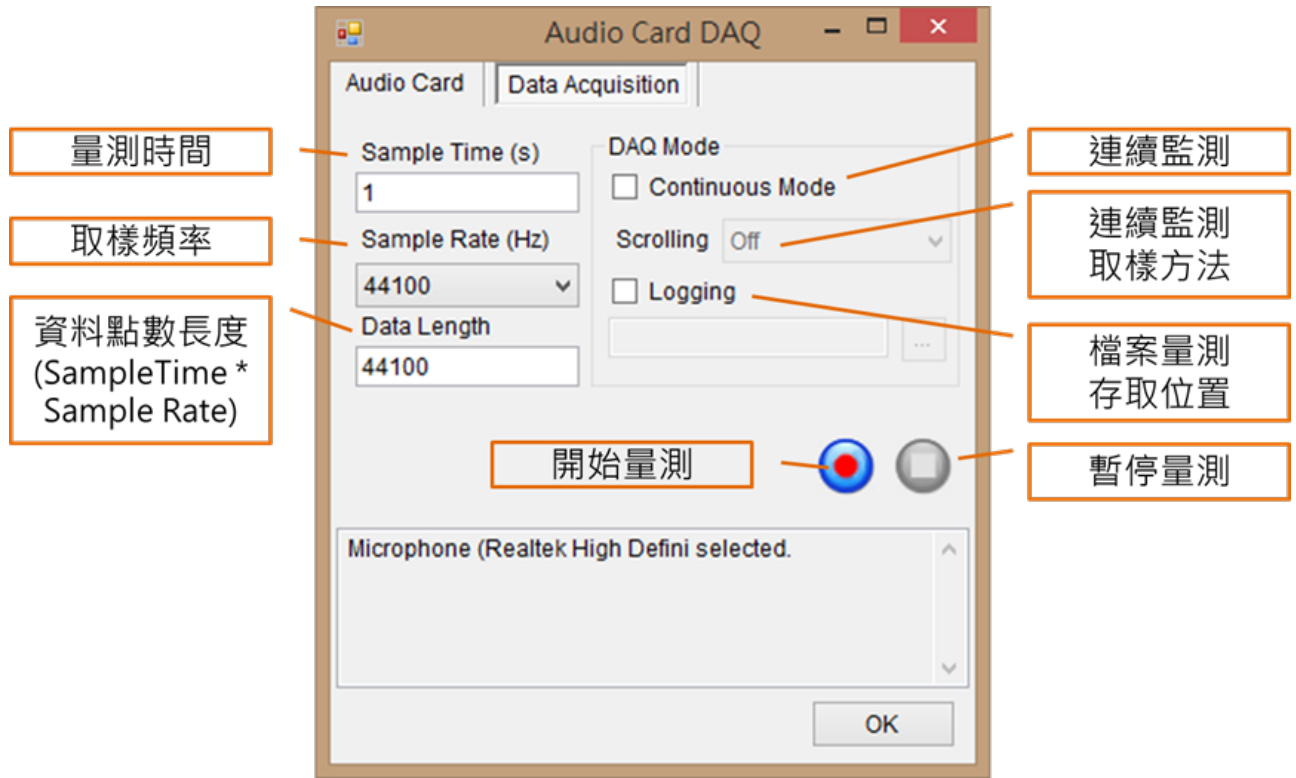 Audio Card DAQ
Audio Card
Data Acquisition
量測時間
Sample Time (s)
1
取樣頻率
Sample Rate (Hz)
44100
資料點數長度
(SampleTime *
Sample Rate)
Data Length
44100
DAQ Mode
Continuous Mode
連續監測
Scrolling
Off
連續監測
取樣方法
Logging
...
檔案量測
存取位置
開始量測
暫停量測
Microphone (Realtek High Defini selected.
OK